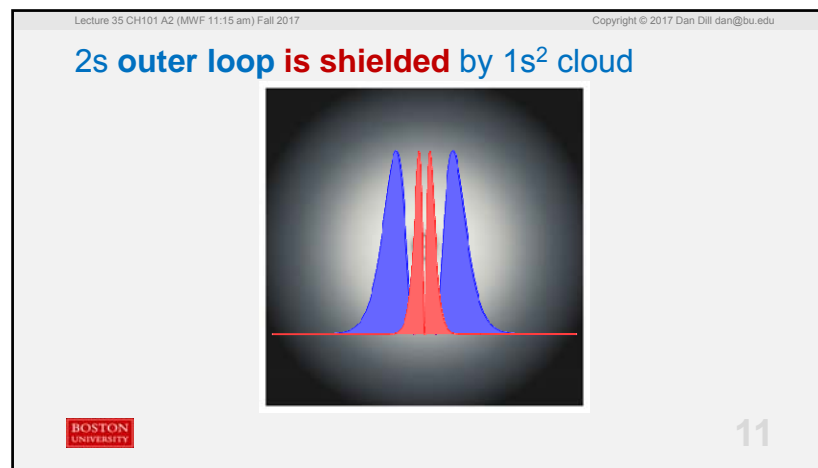 Lecture 35 CH101 A2 (MWF 11:15 am) Fall 2017
Copyright © 2017 Dan Dill dan@bu.edu
2s outer loop is shielded by 1s² cloud
BOSTON
UNIVERSITY
11